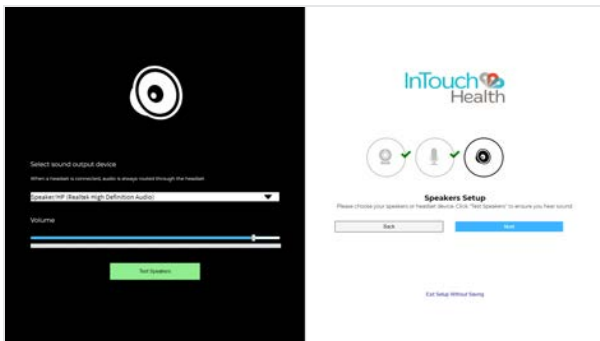 Select sound output device
When a headset is connected, audio is always routed through the headset.
Speaker/HP (Realtek High Definition Audio)
Volume
Test Speakers
InTouch
Health
Speakers Setup
Please choose your speakers or headset device. Click "Test Speakers" to ensure you hear sound
Back
Next
Exit Setup Without Saving